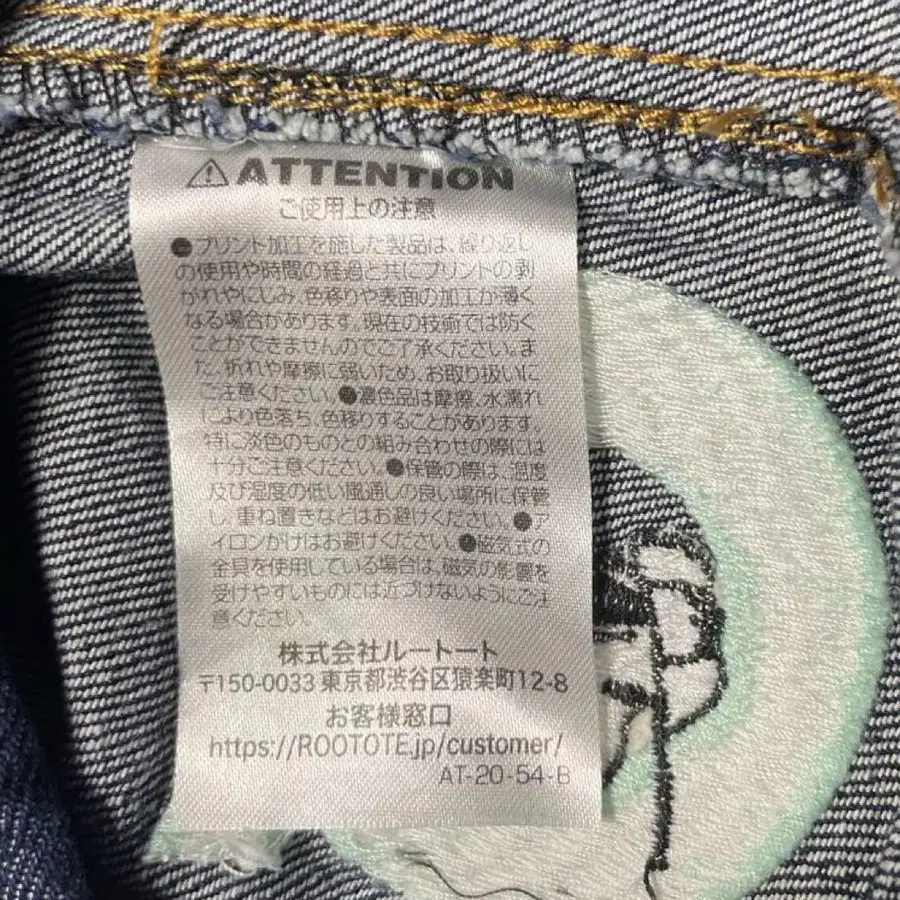 ⚠ATTENTION
ご使用上の注意
●プリント加工を施した製品は、繰り返し
の使用や時間の経過と共にプリントの剥
がれやにじみ、色移りや表面の加工が薄く
なる場合があります。現在の技術では防ぐ
ことができませんのでご了承ください。ま
た、折れや摩擦に弱いため、お取り扱いに
ご注意ください。●濃色品は摩擦、水濡れ
により色落ち、色移りすることがあります。
特に淡色のものとの組み合わせの際には
十分ご注意ください。●保管の際は、温度
及び湿度の低い風通しの良い場所に保管
し、重ね置きなどはお避けください。●ア
イロンがけはお避けください。●磁気式の
金具を使用している場合は、磁気の影響を
受けやすいものには近づけないようにご注
意ください。
株式会社ルートート
〒150-0033 東京都渋谷区猿楽町12-8
お客様窓口
https://ROOTOTE.jp/customer/
AT-20-54-B